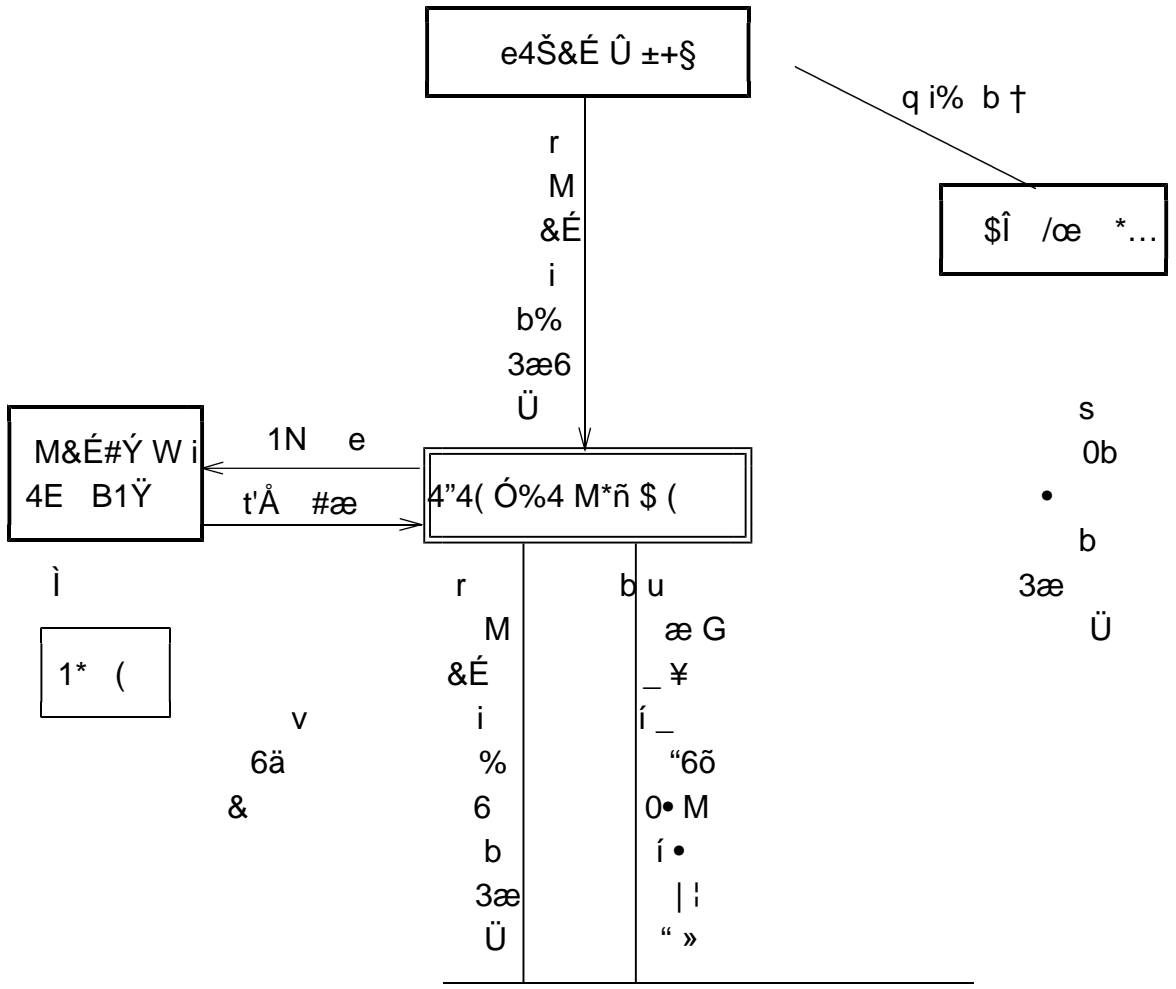 e4Š&É Û ±+§
q i% b †
r
M
&É
i
b%
3æ6
Ü
$Î /œ *…
M&É#Ý W i
4E B1Ÿ
1N e
t'Å #æ
4”4( Ó%4 M*ñ $ (
s
0b
•
b
3æ
Ü
Ì
1* (
v
6ä
&
r
M
&É
i
%
6
b
3æ
Ü
b u
æ G
_ ¥
í _
“6õ
0• M
í •
| ¦
“ »